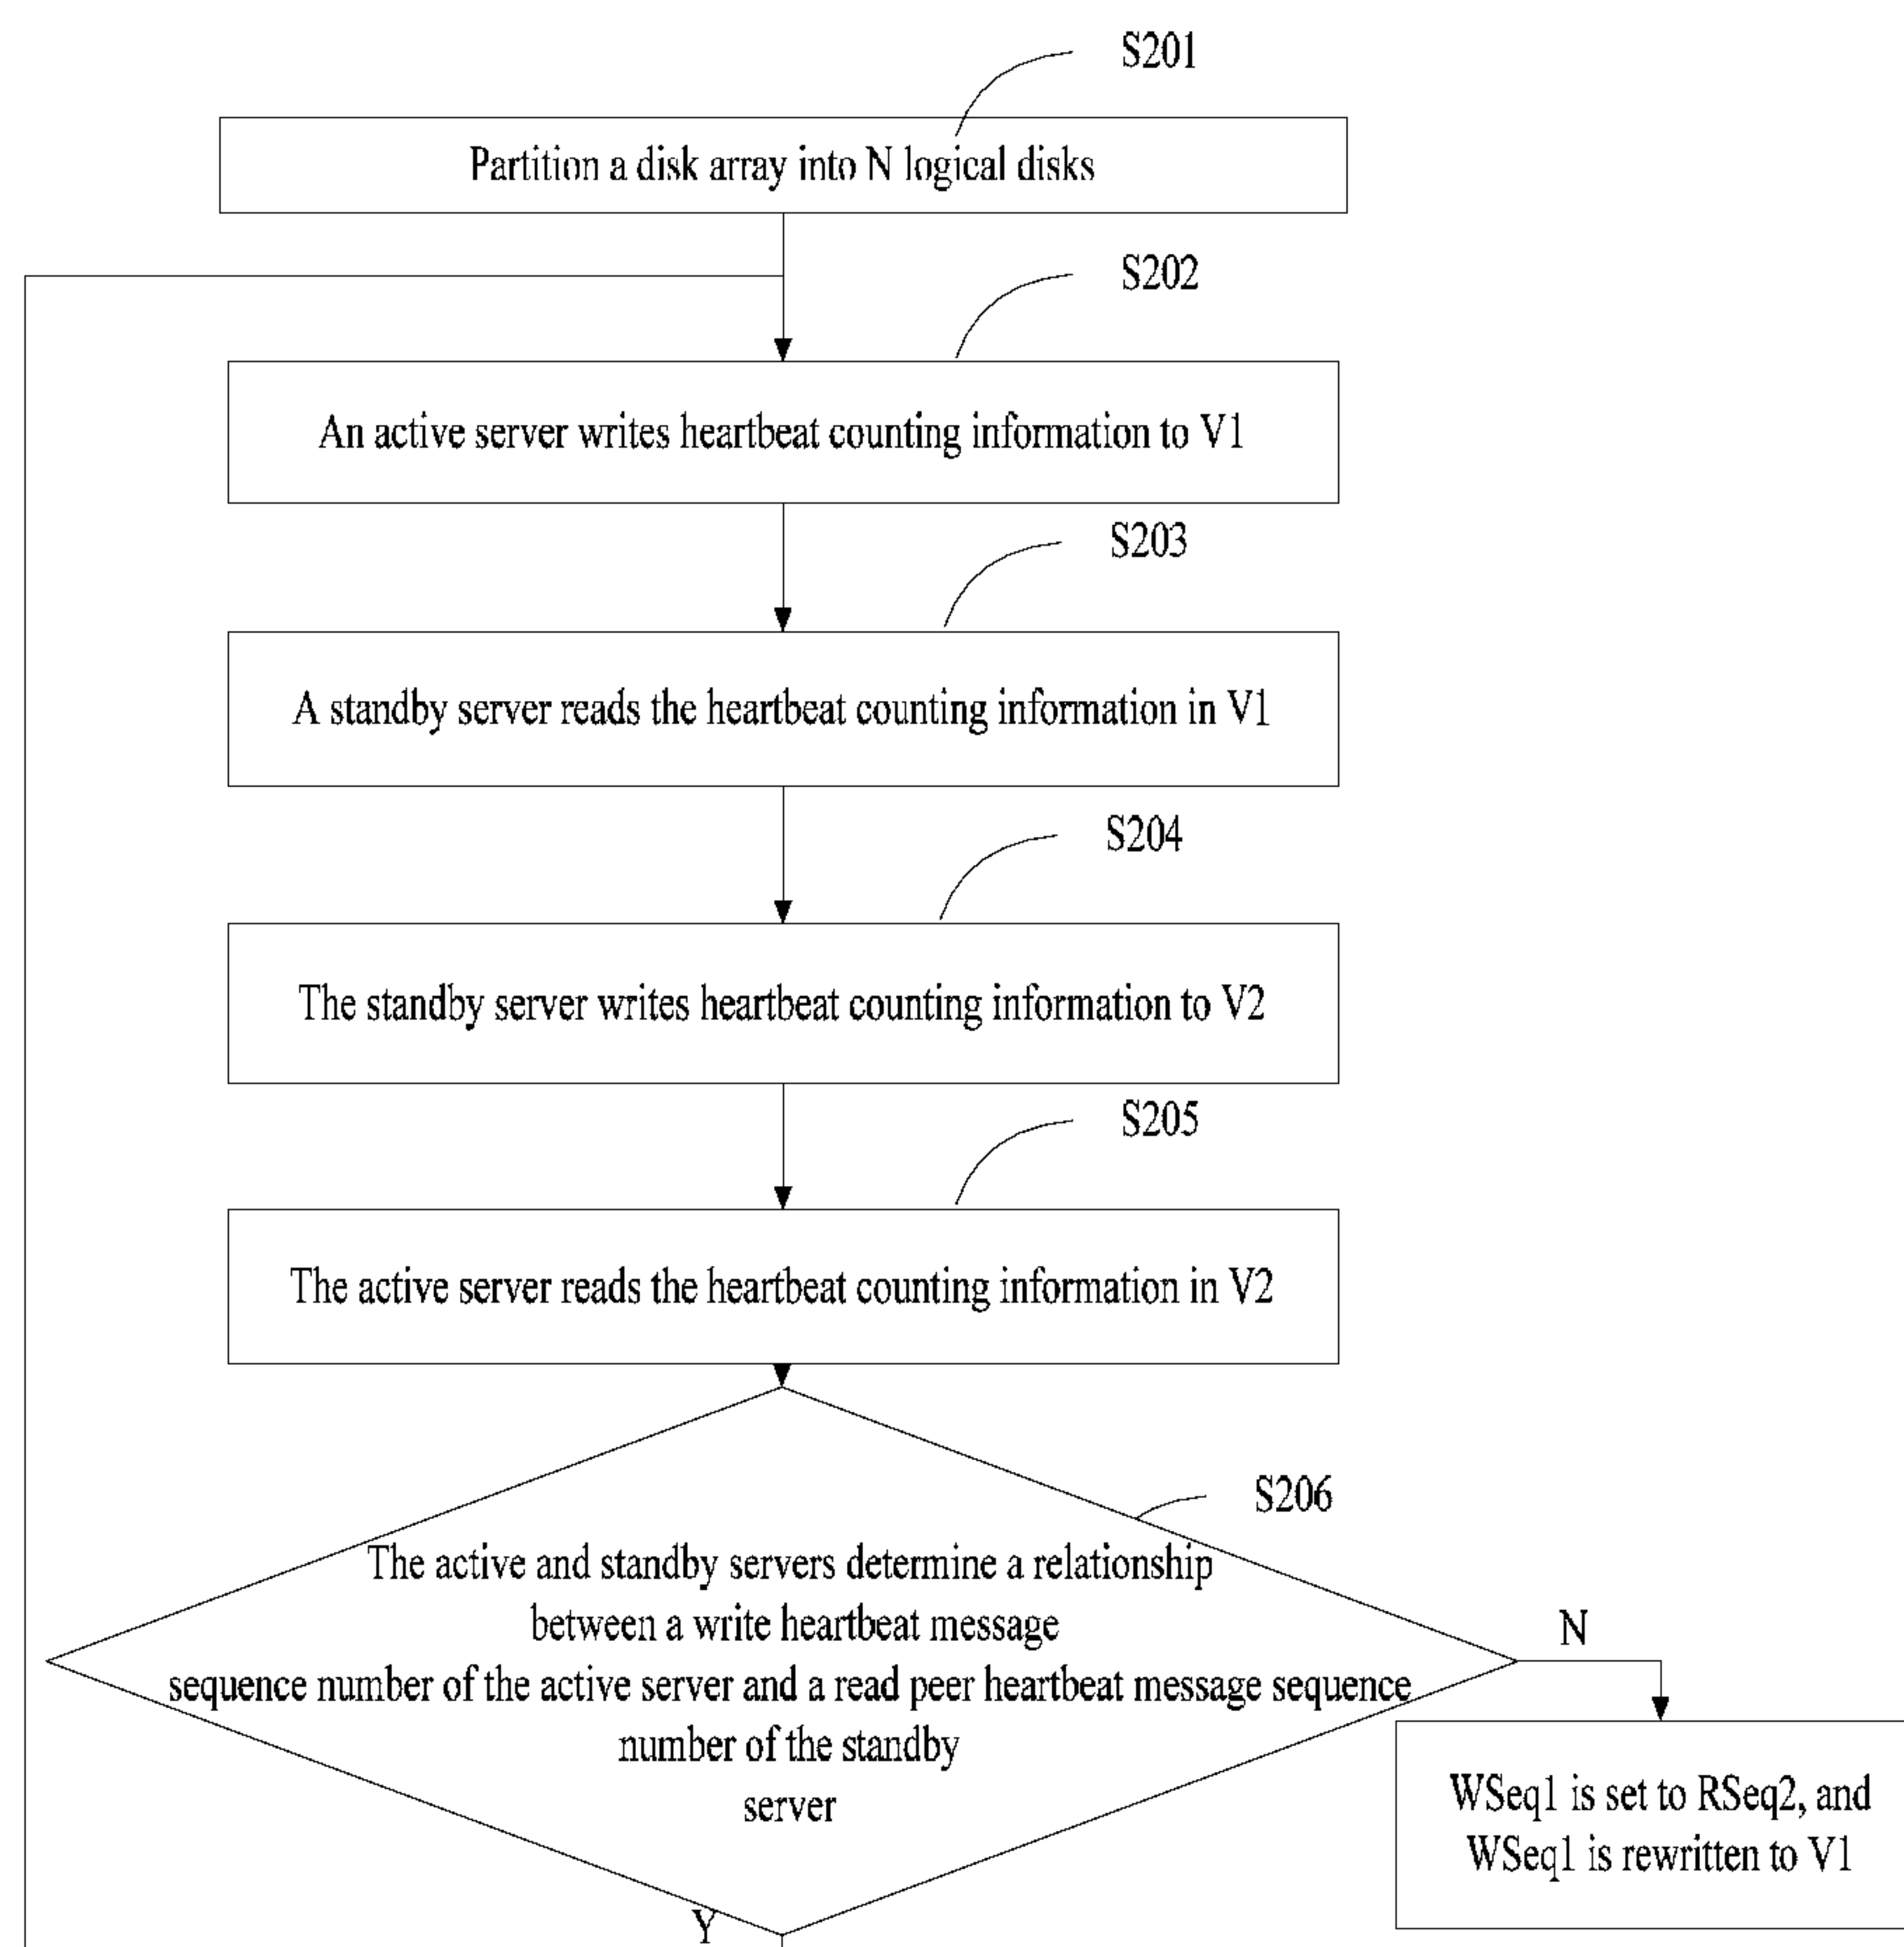 S201
Partition a disk array into N logical disks
S202
An active server writes heartbeat counting information to V1
S203
A standby server reads the heartbeat counting information in V1
S204
The standby server writes heartbeat counting information to V2
S205
The active server reads the heartbeat counting information in V2
S206
The active and standby servers determine a relationship
between a write heartbeat message
sequence number of the active server and a read peer heartbeat message sequence
number of the standby
server
N
WSeq1 is set to RSeq2, and
WSeq1 is rewritten to V1
Y